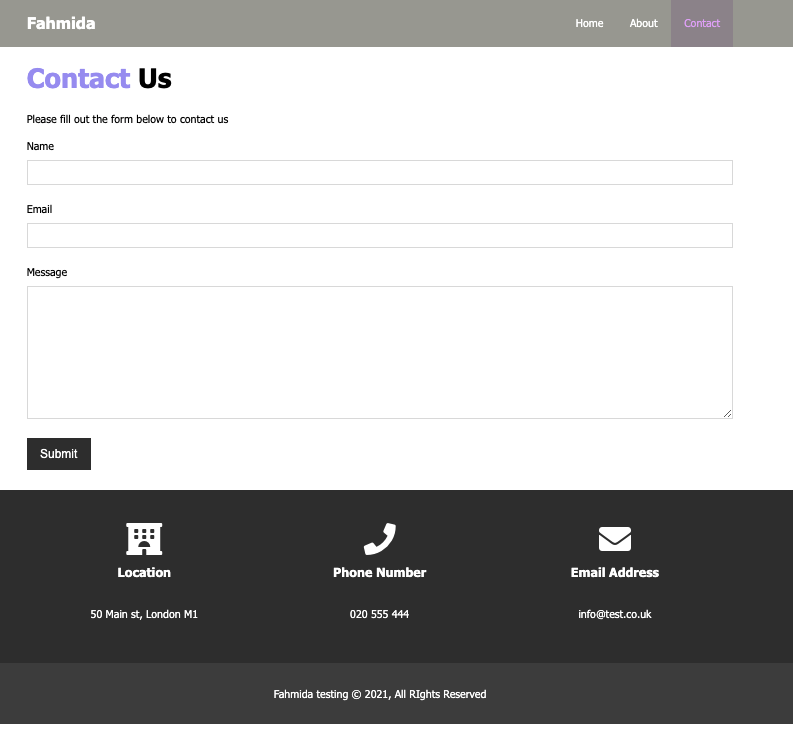 Fahmida
Home About Contact
Contact Us
Please fill out the form below to contact us
Name
Email
Message
Submit
Location Phone Number Email Address
50 Main st, London M1 020 555 444 info@test.co.uk
Fahmida testing © 2021, All RIghts Reserved